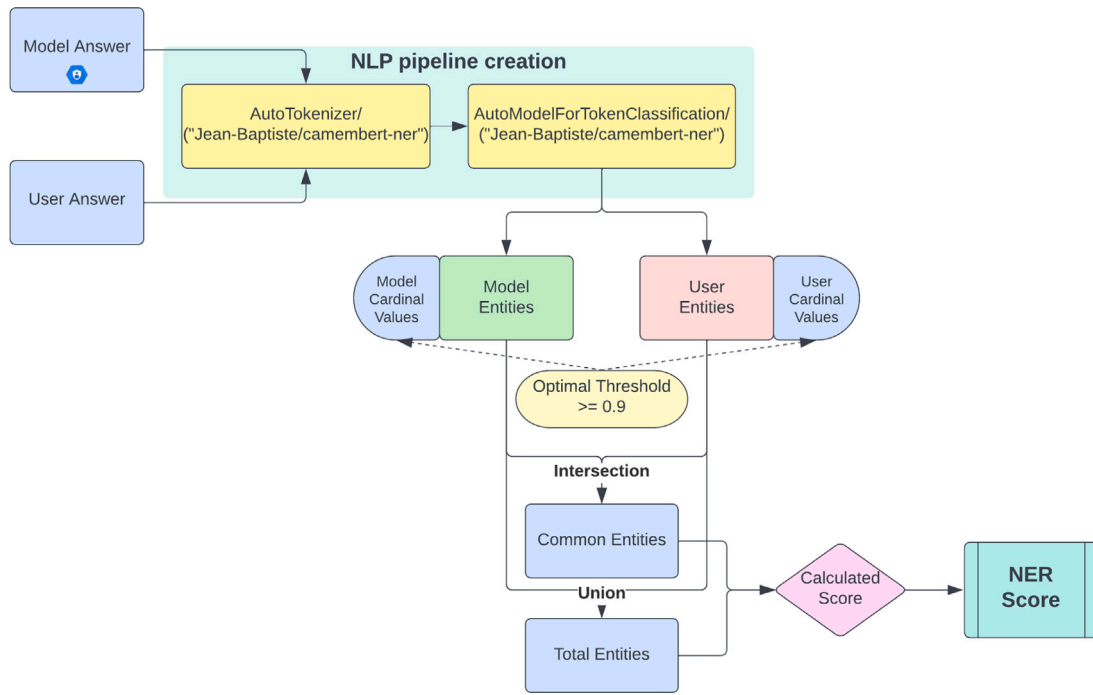 Model Answer
NLP pipeline creation
AutoTokenizer/
("Jean-Baptiste/camembert-ner")
AutoModelForTokenClassification/
("Jean-Baptiste/camembert-ner")
User Answer
Model
Cardinal
Values
Model
Entities
User
Entities
User
Cardinal
Values
Optimal Threshold
>= 0.9
Intersection
Common Entities
Union
Total Entities
Calculated
Score
NER
Score